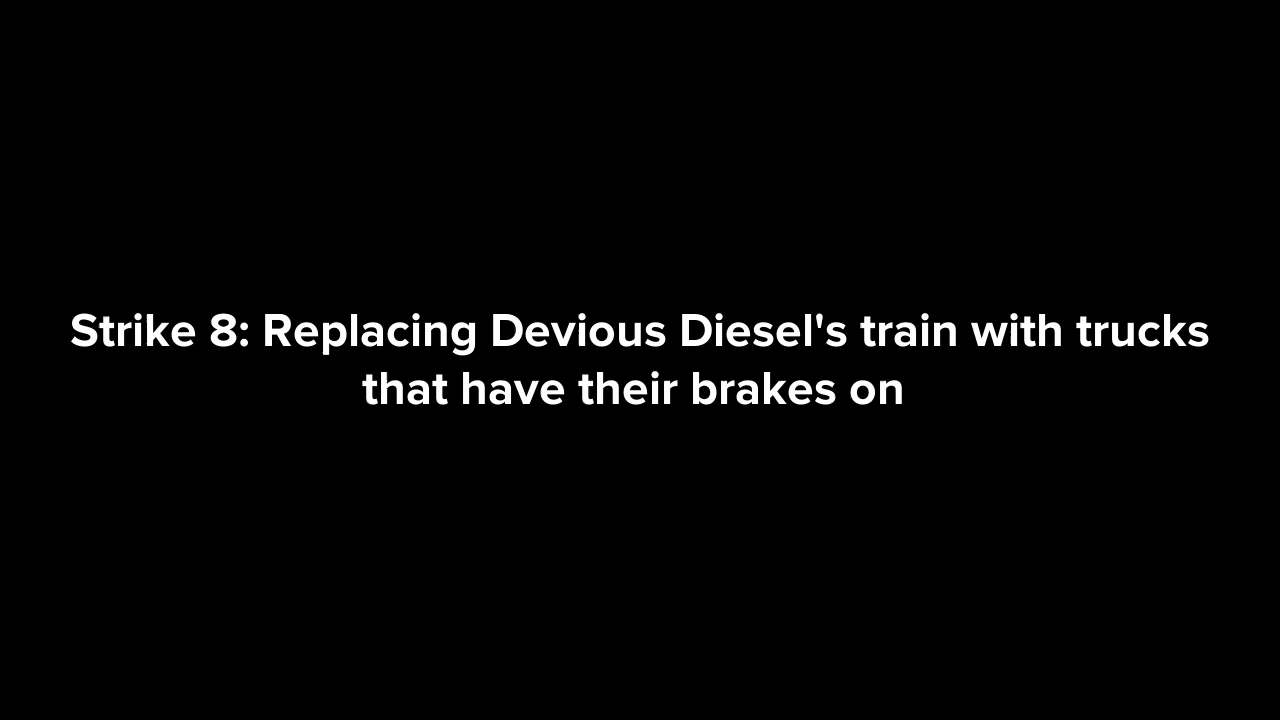 Strike 8: Replacing Devious Diesel's train with trucks
that have their brakes on